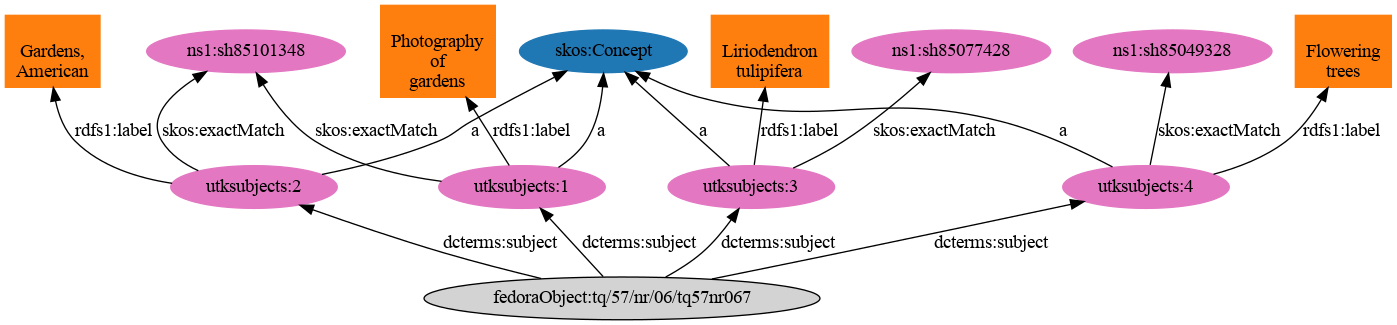 Gardens,
American
ns1:sh85101348
Photography
of
gardens
skos:Concept
Liriodendron
tulipifera
ns1:sh85077428
ns1:sh85049328
Flowering
trees
rdfs1:label
skos:exactMatch
skos:exactMatch
a
rdfs1:label
a
a
rdfs1:label
skos:exactMatch
a
skos:exactMatch
rdfs1:label
utksubjects:2
utksubjects:1
utksubjects:3
utksubjects:4
dcterms:subject
dcterms:subject
dcterms:subject
dcterms:subject
fedoraObject:tq/57/nr/06/tq57nr067